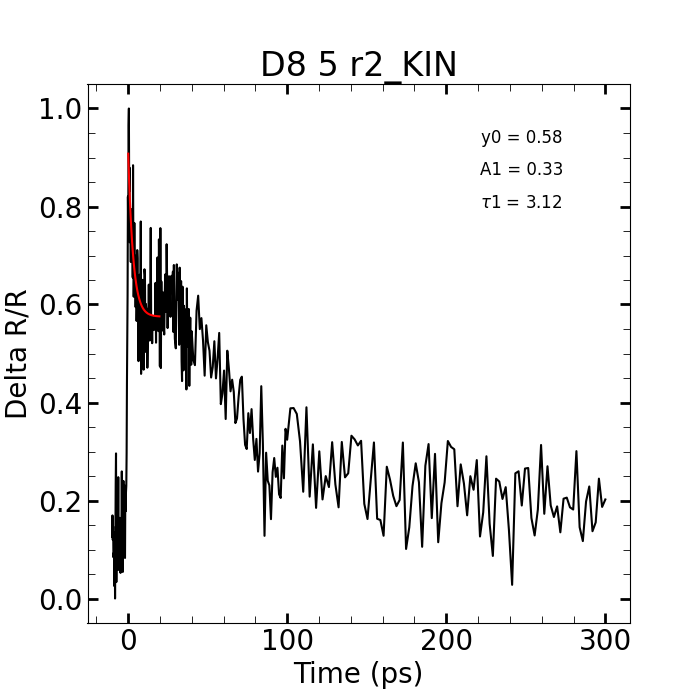 D8 5 r2_KIN
1.0
0.8
0.6
0.4
0.2
0.0
y0 = 0.58
A1 = 0.33
τ1 = 3.12
Delta R/R
0
100
200
300
Time (ps)